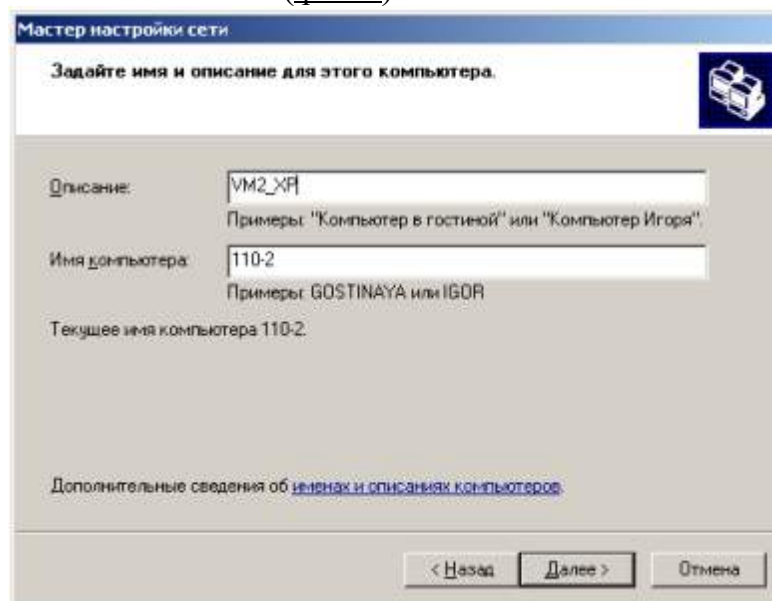 Мастер настройки сети
Задайте имя и описание для этого компьютера.
Описание: VM2_XP
Примеры: "Компьютер в гостиной" или "Компьютер Игоря".
Имя компьютера: 110-2
Примеры: GOSTINAYA или IGOR
Текущее имя компьютера 110-2.
Дополнительные сведения об именах и описаниях компьютеров.
< Назад Далее > Отмена